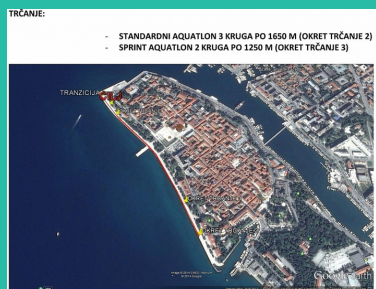 TRČANJE:
- STANDARDNI AQUATLON 3 KRUGA PO 1650 M (OKRET TRČANJE 2)
- SPRINT AQUATLON 2 KRUGA PO 1250 M (OKRET TRČANJE 3)
TRANZICIJA
Google earth